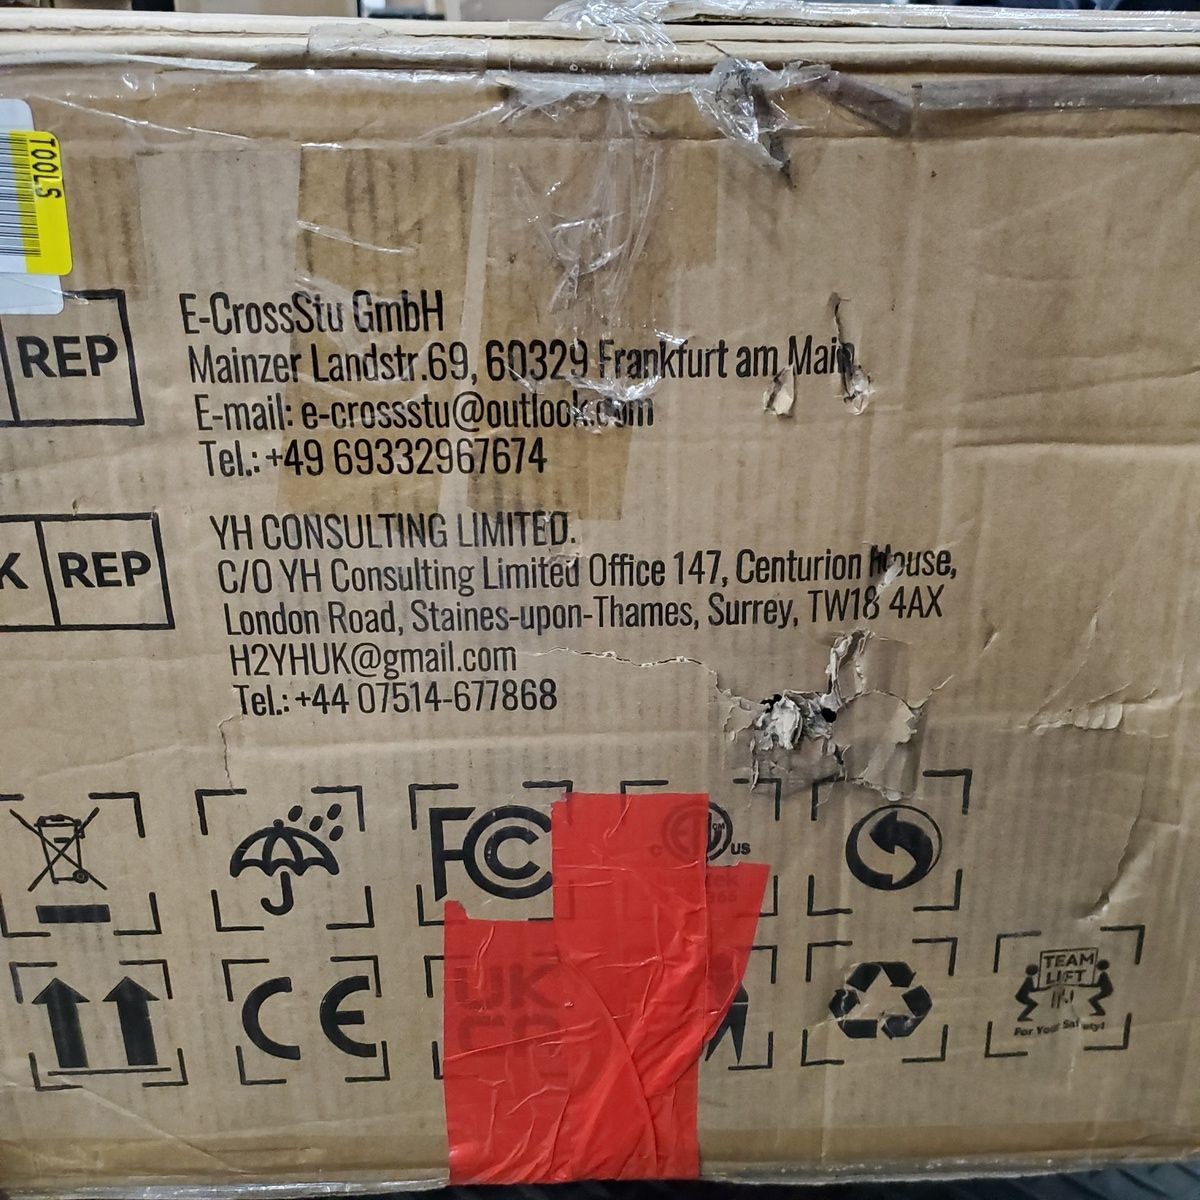 TOOLS
REP
E-CrossStu GmbH
Mainzer Landstr.69, 60329 Frankfurt am Main
E-mail: e-crossstu@outlook.com
Tel.: +49 69332967674
K REP
YH CONSULTING LIMITED.
C/O YH Consulting Limited Office 147, Centurion House,
London Road, Staines-upon-Thames, Surrey, TW18 4AX
H2YHUK@gmail.com
Tel.: +44 07514-677868
FC
c us
CE
UK
CA
TEAM
LIFT
For Your Safety!